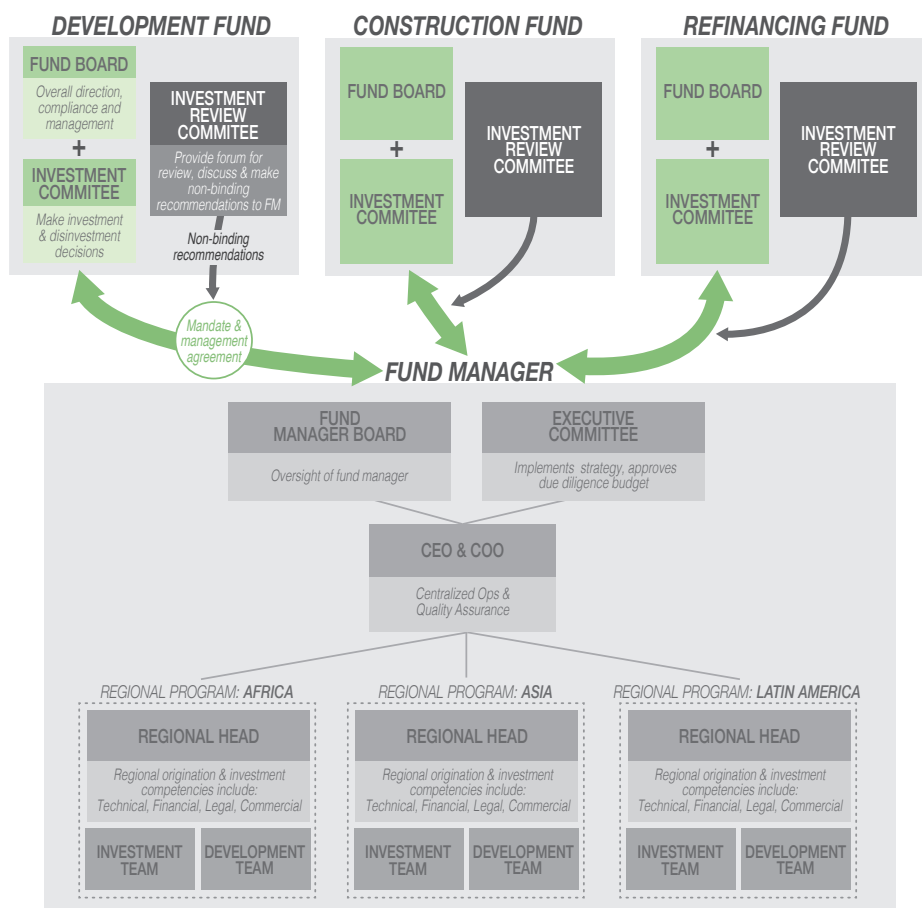 DEVELOPMENT FUND
FUND BOARD
Overall direction,
compliance and
management
+
INVESTMENT
COMMITEE
Make investment
& disinvestment
decisions
INVESTMENT
REVIEW
COMMITEE
Provide forum for
review, discuss & make
non-binding
recommendations to FM
Non-binding
recommendations
Mandate &
management
agreement
CONSTRUCTION FUND
FUND BOARD
+
INVESTMENT
COMMITEE
INVESTMENT
REVIEW
COMMITEE
REFINANCING FUND
FUND BOARD
+
INVESTMENT
COMMITEE
INVESTMENT
REVIEW
COMMITEE
FUND MANAGER
FUND
MANAGER BOARD
Oversight of fund manager
EXECUTIVE
COMMITTEE
Implements strategy, approves
due diligence budget
CEO & COO
Centralized Ops &
Quality Assurance
REGIONAL PROGRAM: AFRICA
REGIONAL HEAD
Regional origination & investment
competencies include:
Technical, Financial, Legal, Commercial
INVESTMENT
TEAM
DEVELOPMENT
TEAM
REGIONAL PROGRAM: ASIA
REGIONAL HEAD
Regional origination & investment
competencies include:
Technical, Financial, Legal, Commercial
INVESTMENT
TEAM
DEVELOPMENT
TEAM
REGIONAL PROGRAM: LATIN AMERICA
REGIONAL HEAD
Regional origination & investment
competencies include:
Technical, Financial, Legal, Commercial
INVESTMENT
TEAM
DEVELOPMENT
TEAM